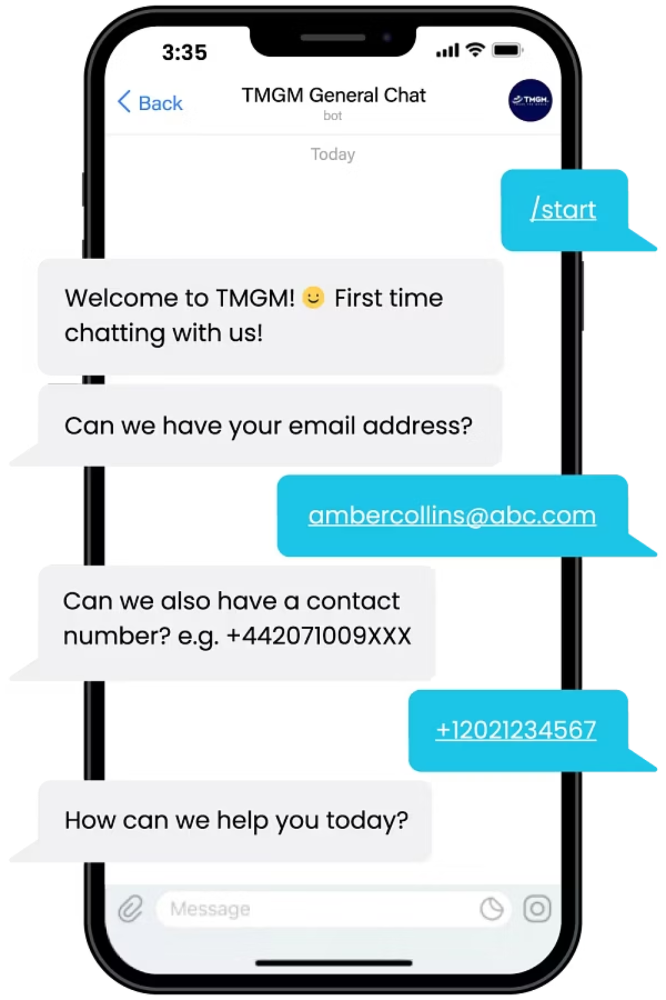 3:35
Back
TMGM General Chat
bot
TMGM.
Today
/start
Welcome to TMGM! 🙂 First time
chatting with us!
Can we have your email address?
ambercollins@abc.com
Can we also have a contact
number? e.g. +442071009XXX
+12021234567
How can we help you today?
Message